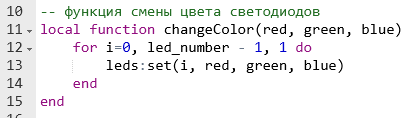 10 -- функция смены цвета светодиодов
11 local function changeColor(red, green, blue)
12     for i=0, led_number - 1, 1 do
13         leds:set(i, red, green, blue)
14     end
15 end